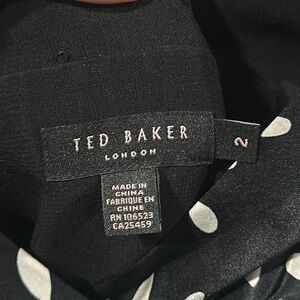 TED BAKER
LONDON
2
MADE IN
CHINA
FABRIQUE EN
CHINE
RN 106523
CA25459